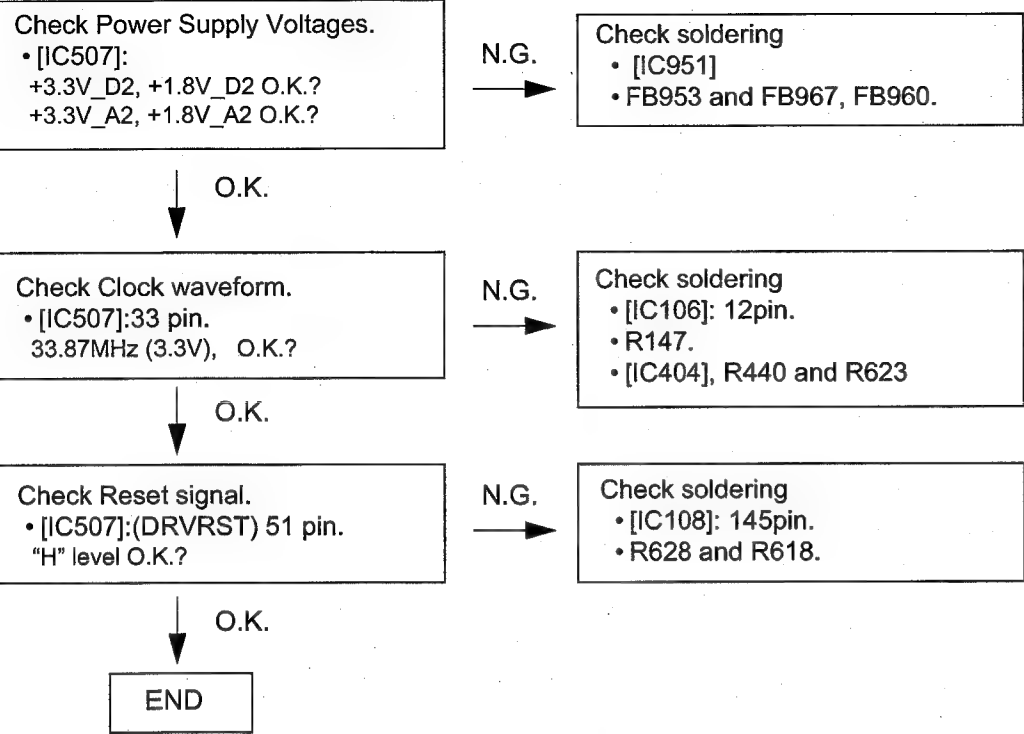 Check Power Supply Voltages.
• [IC507]:
+3.3V_D2, +1.8V_D2 O.K.?
+3.3V_A2, +1.8V_A2 O.K.?
N.G.
Check soldering
• [IC951]
• FB953 and FB967, FB960.
O.K.
Check Clock waveform.
• [IC507]:33 pin.
33.87MHz (3.3V), O.K.?
N.G.
Check soldering
• [IC106]: 12pin.
• R147.
• [IC404], R440 and R623
O.K.
Check Reset signal.
• [IC507]:(DRVRST) 51 pin.
“H” level O.K.?
N.G.
Check soldering
• [IC108]: 145pin.
• R628 and R618.
O.K.
END